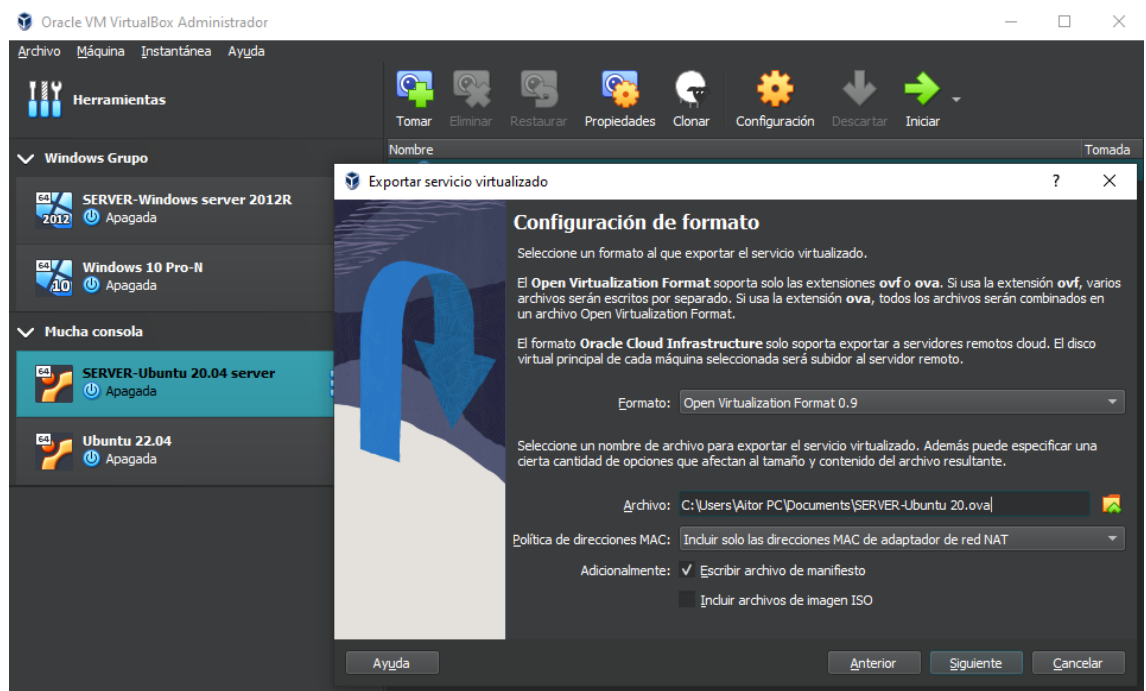 Oracle VM VirtualBox Administrador
Archivo Máquina Instantánea Ayuda
Herramientas
Tomar Eliminar Restaurar Propiedades Clonar Configuración Descartar Iniciar
Nombre Tomada
Windows Grupo
64 2012 SERVER-Windows server 2012R
Apagada
64 10 Windows 10 Pro-N
Apagada
Mucha consola
64 SERVER-Ubuntu 20.04 server
Apagada
64 Ubuntu 22.04
Apagada
Exportar servicio virtualizado ?
Configuración de formato
Seleccione un formato al que exportar el servicio virtualizado.
El Open Virtualization Format soporta solo las extensiones ovf o ova. Si usa la extensión ovf, varios
archivos serán escritos por separado. Si usa la extensión ova, todos los archivos serán combinados en
un archivo Open Virtualization Format.
El formato Oracle Cloud Infrastructure solo soporta exportar a servidores remotos cloud. El disco
virtual principal de cada máquina seleccionada será subidor al servidor remoto.
Formato: Open Virtualization Format 0.9
Seleccione un nombre de archivo para exportar el servicio virtualizado. Además puede especificar una
cierta cantidad de opciones que afectan al tamaño y contenido del archivo resultante.
Archivo: C:\Users\Aitor PC\Documents\SERVER-Ubuntu 20.ova
Política de direcciones MAC: Incluir solo las direcciones MAC de adaptador de red NAT
Adicionalmente: Escribir archivo de manifiesto
Incluir archivos de imagen ISO
Ayuda Anterior Siguiente Cancelar